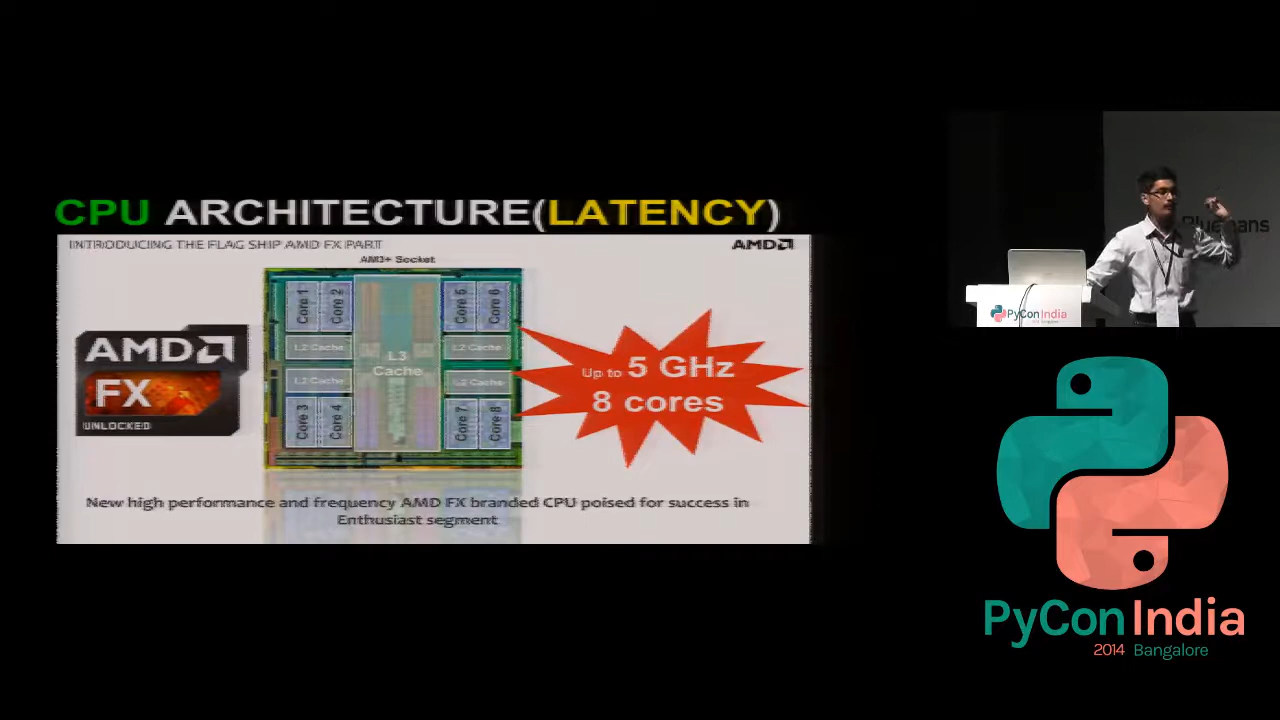 CPU ARCHITECTURE(LATENCY)
INTRODUCING THE FLAG SHIP AMD FX PART
AMD
AM3+ Socket
Core 1
Core 2
Core 5
Core 6
L2 Cache
L2 Cache
L3
Cache
L2 Cache
L2 Cache
Core 3
Core 4
Core 7
Core 8
AMD
FX
UNLOCKED
Up to 5 GHz
8 cores
New high performance and frequency AMD FX branded CPU poised for success in
Enthusiast segment
PyCon India
PyCon India
2014 Bangalore